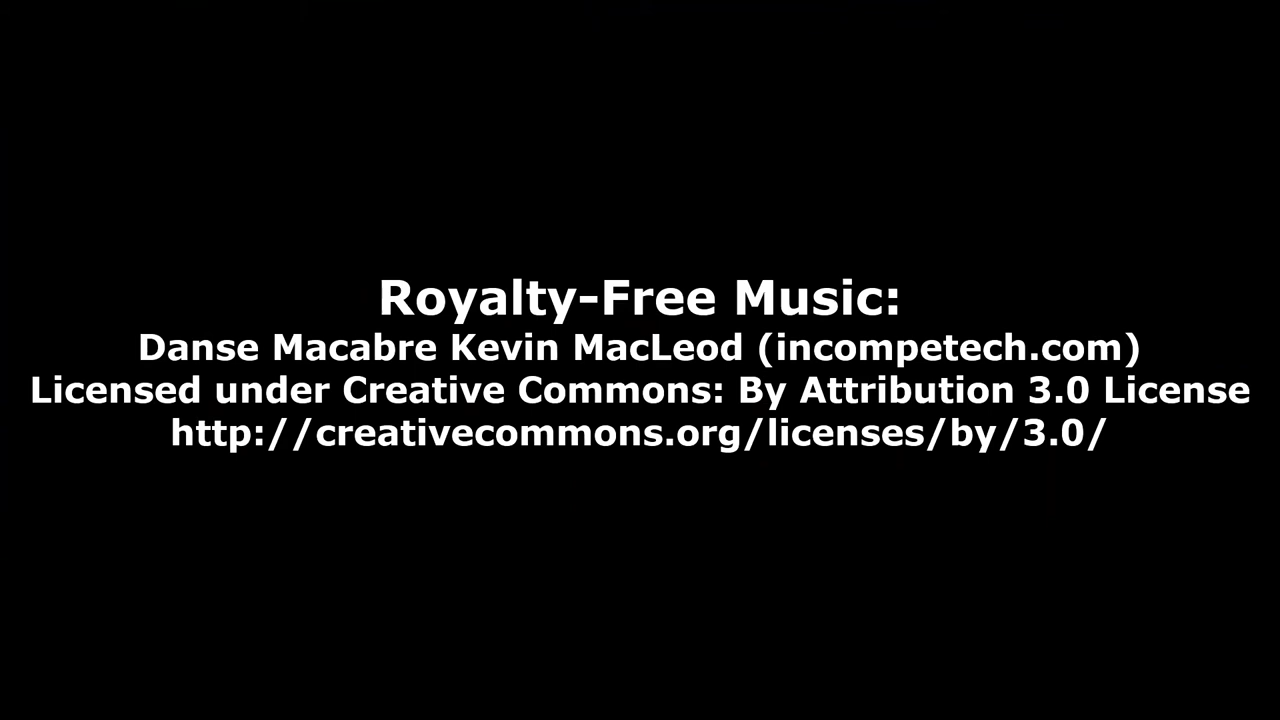 Royalty-Free Music:
Danse Macabre Kevin MacLeod (incompetech.com)
Licensed under Creative Commons: By Attribution 3.0 License
http://creativecommons.org/licenses/by/3.0/